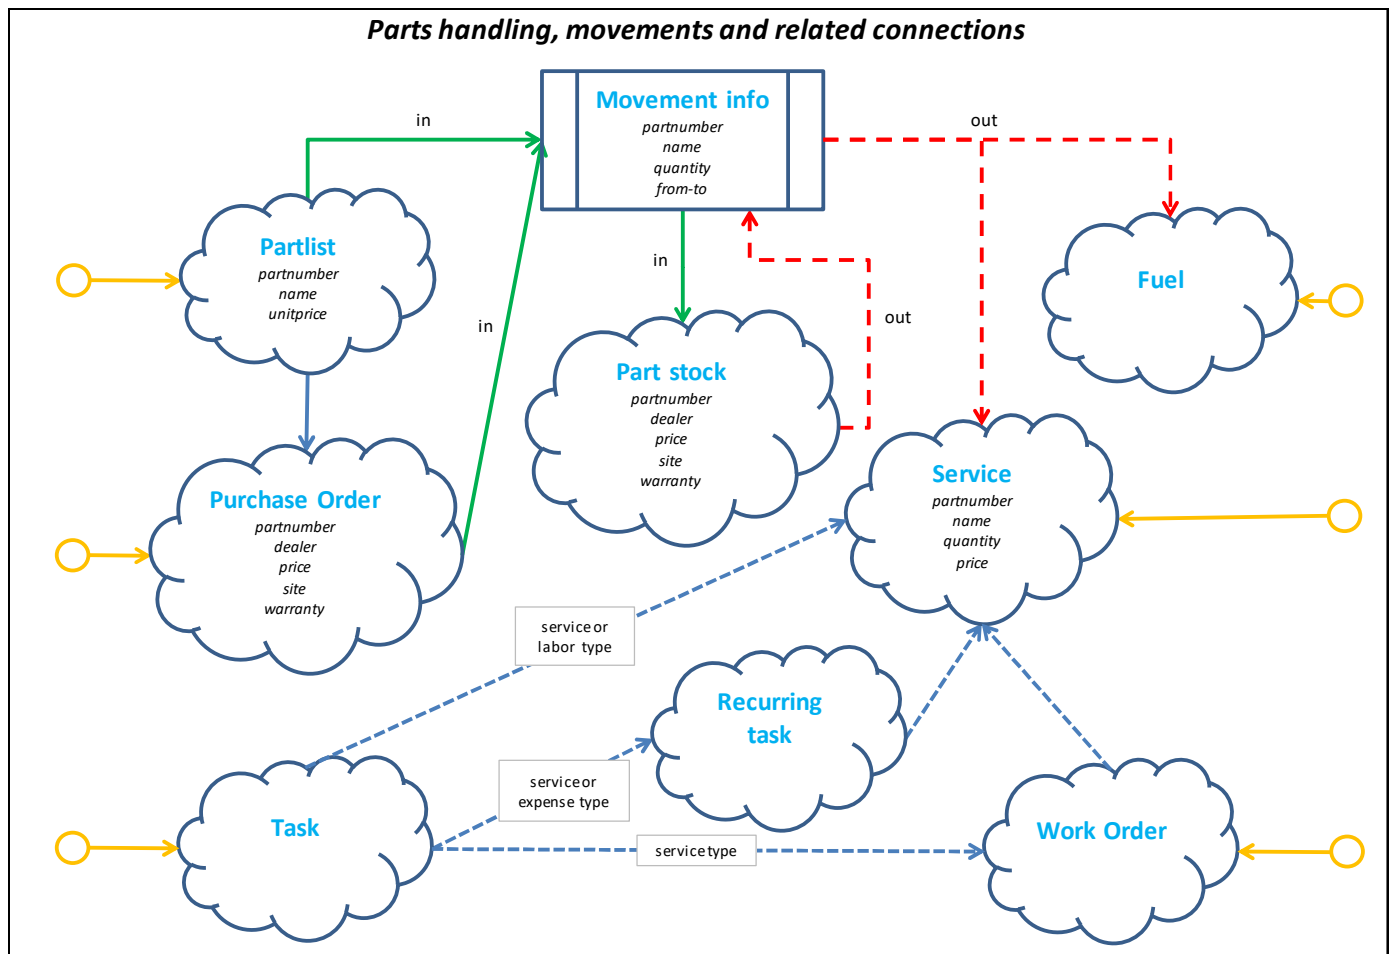 Parts handling, movements and related connections
Movement info
partnumber
name
quantity
from-to
in
out
Partlist
partnumber
name
unitprice
in
in
out
Fuel
Part stock
partnumber
dealer
price
site
warranty
Purchase Order
partnumber
dealer
price
site
warranty
Service
partnumber
name
quantity
price
service or
labor type
Recurring
task
service or
expense type
Task
service type
Work Order